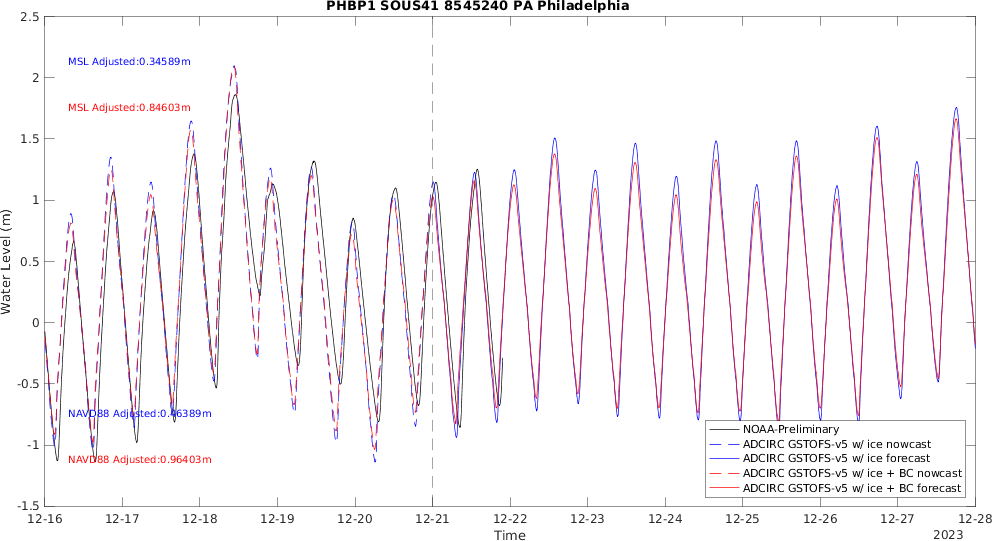 PHBP1 SOUS41 8545240 PA Philadelphia
2.5
2
1.5
1
0.5
0
-0.5
-1
-1.5
Water Level (m)
MSL Adjusted:0.34589m
MSL Adjusted:0.84603m
NAVD88 Adjusted:0.46389m
NAVD88 Adjusted:0.96403m
NOAA-Preliminary
ADCIRC GSTOFS-v5 w/ ice nowcast
ADCIRC GSTOFS-v5 w/ ice forecast
ADCIRC GSTOFS-v5 w/ ice + BC nowcast
ADCIRC GSTOFS-v5 w/ ice + BC forecast
12-16 12-17 12-18 12-19 12-20 12-21 12-22 12-23 12-24 12-25 12-26 12-27 12-28
Time
2023